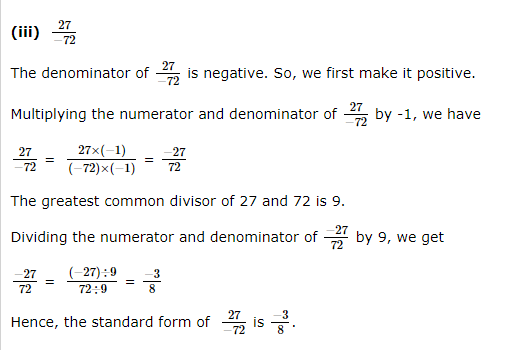 (iii) 27/-72
The denominator of 27/-72 is negative. So, we first make it positive.
Multiplying the numerator and denominator of 27/-72 by -1, we have
27/-72 = 27×(-1)/(-72)×(-1) = -27/72
The greatest common divisor of 27 and 72 is 9.
Dividing the numerator and denominator of -27/72 by 9, we get
-27/72 = (-27)÷9/72÷9 = -3/8
Hence, the standard form of 27/-72 is -3/8.